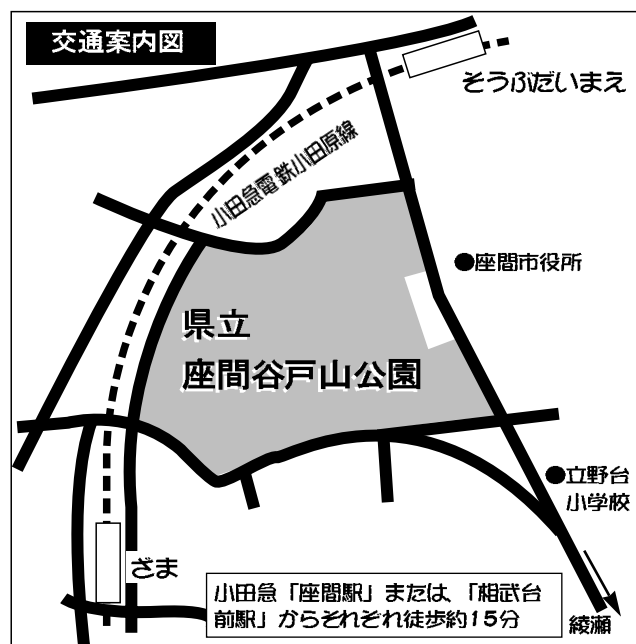 交通案内図
そうぶだいまえ
小田急電鉄小田原線
●座間市役所
県立
座間谷戸山公園
●立野台
小学校
ざま
小田急「座間駅」または、「相武台
前駅」からそれぞれ徒歩約15分
綾瀬